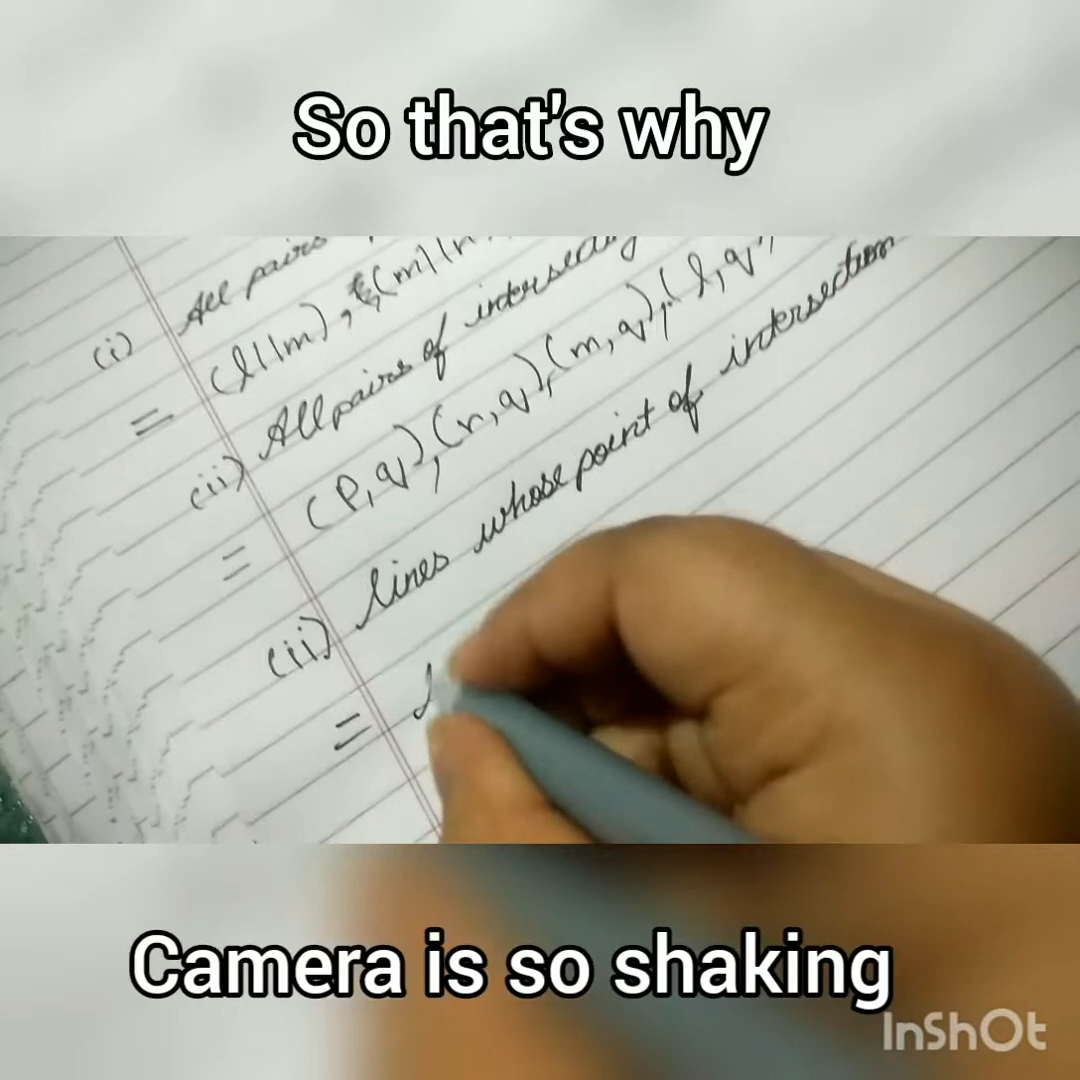 So that's why
(i) All pairs
= (l||m), (m||n
(ii) All pairs of intersecting
= (P,q),(n,q),(m,q),(l,q
(ii) lines whose point of intersection
= l
Camera is so shaking
InShOt